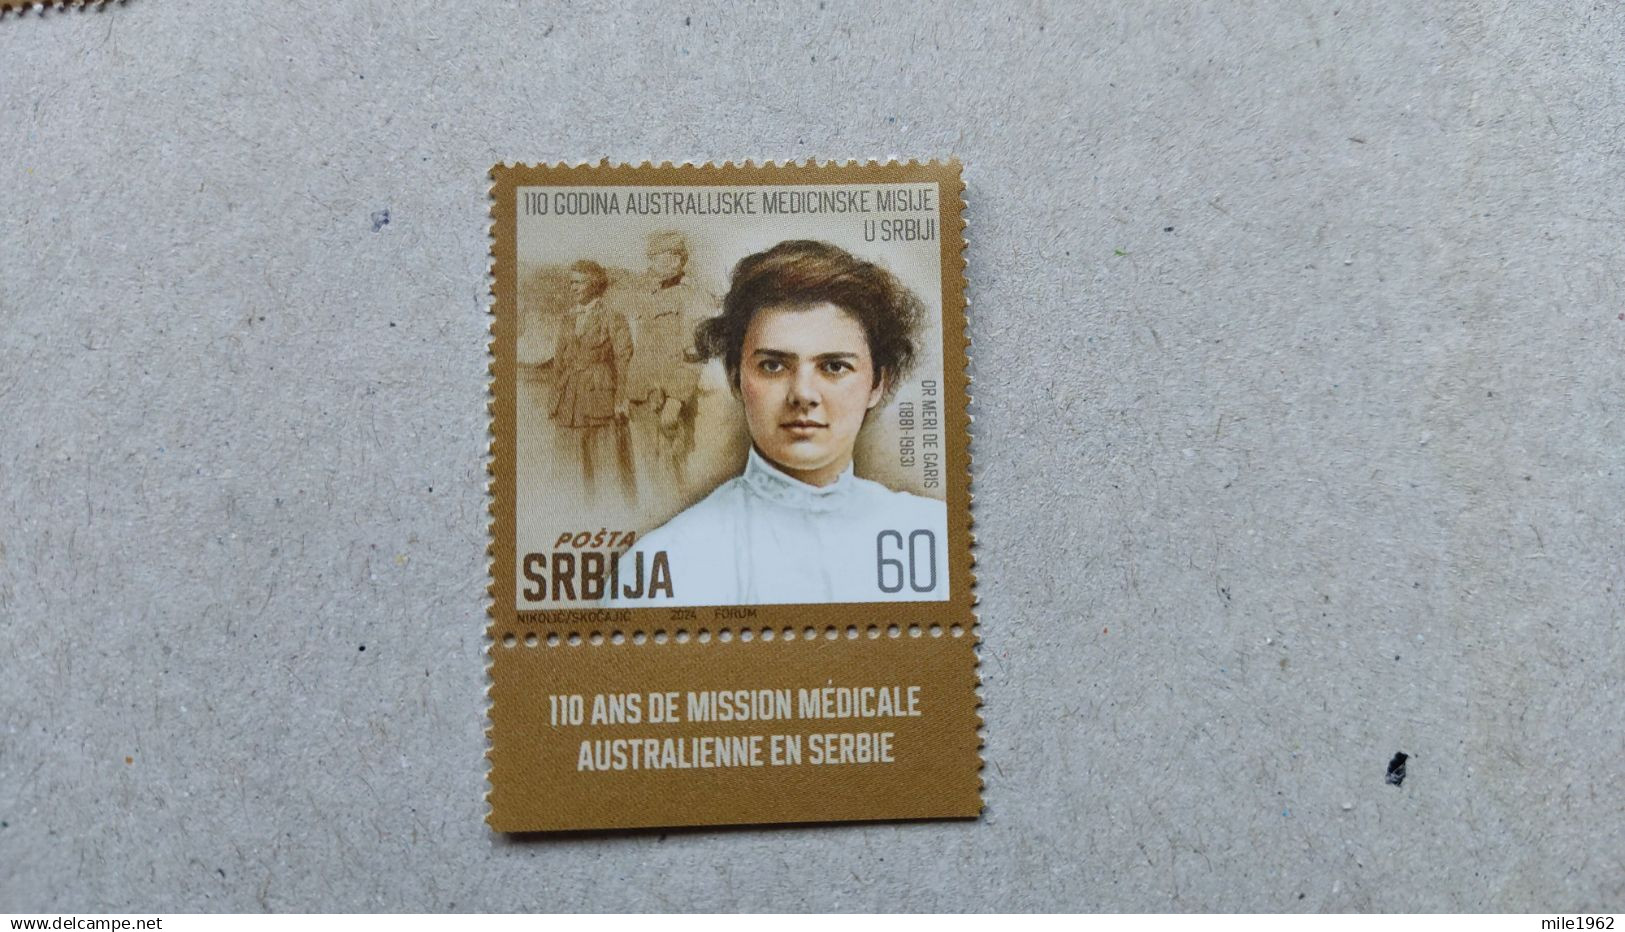 110 GODINA AUSTRALIJSKE MEDICINSKE MISIJE
U SRBIJI
DR MERI DE GARIS
(1881-1963)
POŠTA
SRBIJA
60
NIKOLIĆ/SKOČAJIĆ 2024 FORUM
110 ANS DE MISSION MÉDICALE
AUSTRALIENNE EN SERBIE
www.delcampe.net
mile1962